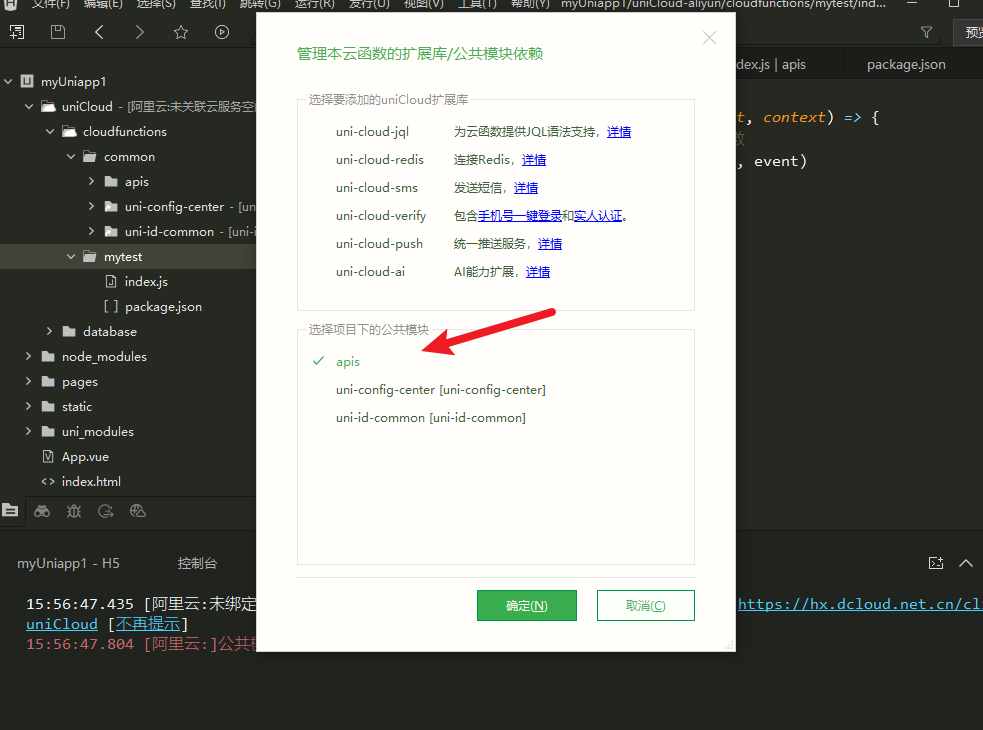 文件(F) 编辑(E) 选择(S) 查找(I) 跳转(G) 运行(R) 发行(U) 视图(V) 工具(T) 帮助(Y) myUniapp1/uniCloud-aliyun/cloudfunctions/mytest/ind...
预览
dex.js | apis package.json
myUniapp1
uniCloud - [阿里云:未关联云服务空
cloudfunctions
common
apis
uni-config-center - [un
uni-id-common - [uni-i
mytest
index.js
package.json
database
node_modules
pages
static
uni_modules
App.vue
index.html
t, context) => {
数
, event)
管理本云函数的扩展库/公共模块依赖
选择要添加的uniCloud扩展库
uni-cloud-jql 为云函数提供JQL语法支持，详情
uni-cloud-redis 连接Redis，详情
uni-cloud-sms 发送短信，详情
uni-cloud-verify 包含手机号一键登录和实人认证。
uni-cloud-push 统一推送服务，详情
uni-cloud-ai AI能力扩展，详情
选择项目下的公共模块
apis
uni-config-center [uni-config-center]
uni-id-common [uni-id-common]
确定(N) 取消(C)
myUniapp1 - H5 控制台
15:56:47.435 [阿里云:未绑定 https://hx.dcloud.net.cn/cl
uniCloud [不再提示]
15:56:47.804 [阿里云:]公共模